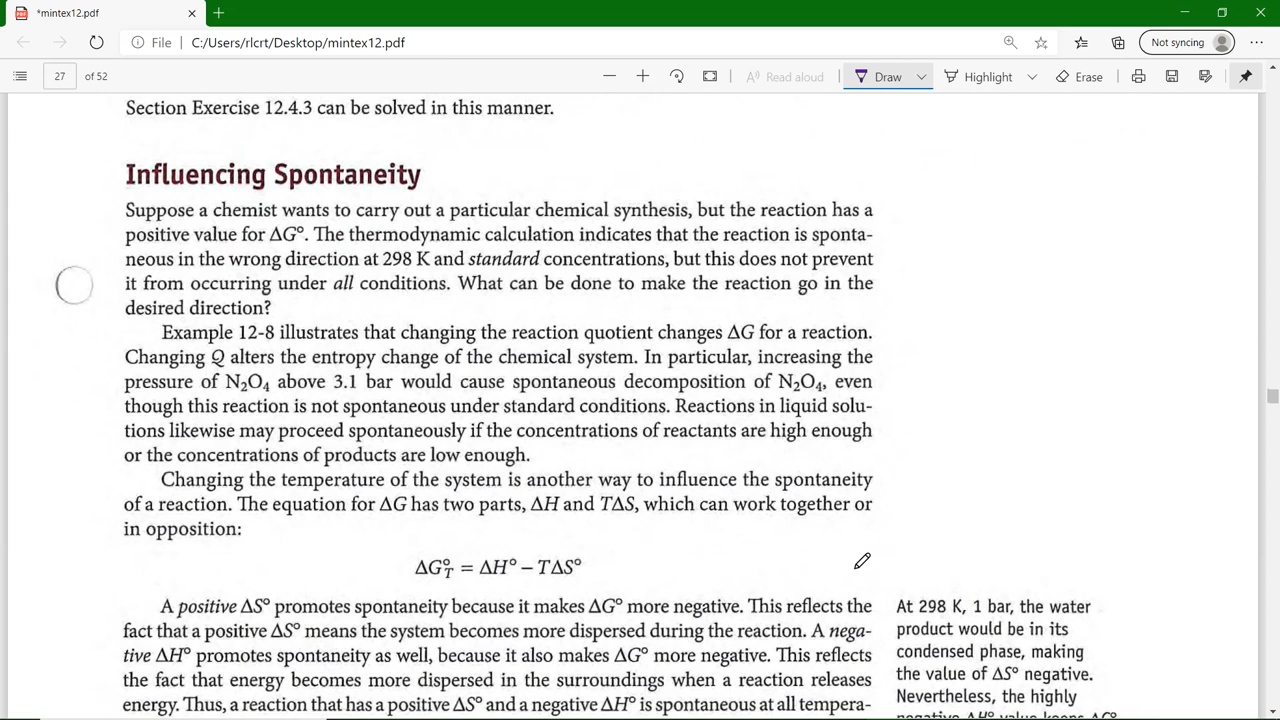 *mintex12.pdf
File C:/Users/rlcrt/Desktop/mintex12.pdf Not syncing
27 of 52 Read aloud Draw Highlight Erase
Section Exercise 12.4.3 can be solved in this manner.
Influencing Spontaneity
Suppose a chemist wants to carry out a particular chemical synthesis, but the reaction has a
positive value for ΔG°. The thermodynamic calculation indicates that the reaction is sponta-
neous in the wrong direction at 298 K and standard concentrations, but this does not prevent
it from occurring under all conditions. What can be done to make the reaction go in the
desired direction?
Example 12-8 illustrates that changing the reaction quotient changes ΔG for a reaction.
Changing Q alters the entropy change of the chemical system. In particular, increasing the
pressure of N₂O₄ above 3.1 bar would cause spontaneous decomposition of N₂O₄, even
though this reaction is not spontaneous under standard conditions. Reactions in liquid solu-
tions likewise may proceed spontaneously if the concentrations of reactants are high enough
or the concentrations of products are low enough.
Changing the temperature of the system is another way to influence the spontaneity
of a reaction. The equation for ΔG has two parts, ΔH and TΔS, which can work together or
in opposition:
ΔG°T = ΔH° − TΔS°
A positive ΔS° promotes spontaneity because it makes ΔG° more negative. This reflects the
fact that a positive ΔS° means the system becomes more dispersed during the reaction. A nega-
tive ΔH° promotes spontaneity as well, because it also makes ΔG° more negative. This reflects
the fact that energy becomes more dispersed in the surroundings when a reaction releases
energy. Thus, a reaction that has a positive ΔS° and a negative ΔH° is spontaneous at all tempera-
At 298 K, 1 bar, the water
product would be in its
condensed phase, making
the value of ΔS° negative.
Nevertheless, the highly
negative ΔH° value keeps ΔG°